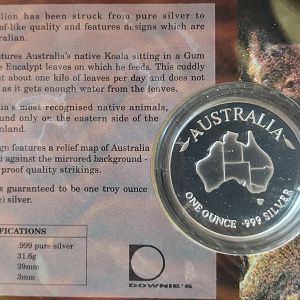 lion has been struck from pure silver to
of-like quality and features designs which are
ralian.
tures Australia's native Koala sitting in a Gum
e Eucalypt leaves on which he feeds. This cuddly
t about one kilo of leaves per day and does not
as it gets enough water from the leaves.
ia's most recognised native animals,
und only on the eastern side of the
nland.
gn features a relief map of Australia
d against the mirrored background -
proof quality strikings.
s guaranteed to be one troy ounce
e) silver.
FICATIONS
.999 pure silver
31.6g
39mm
3mm
DOWNIE'S
AUSTRALIA
ONE OUNCE .999 SILVER